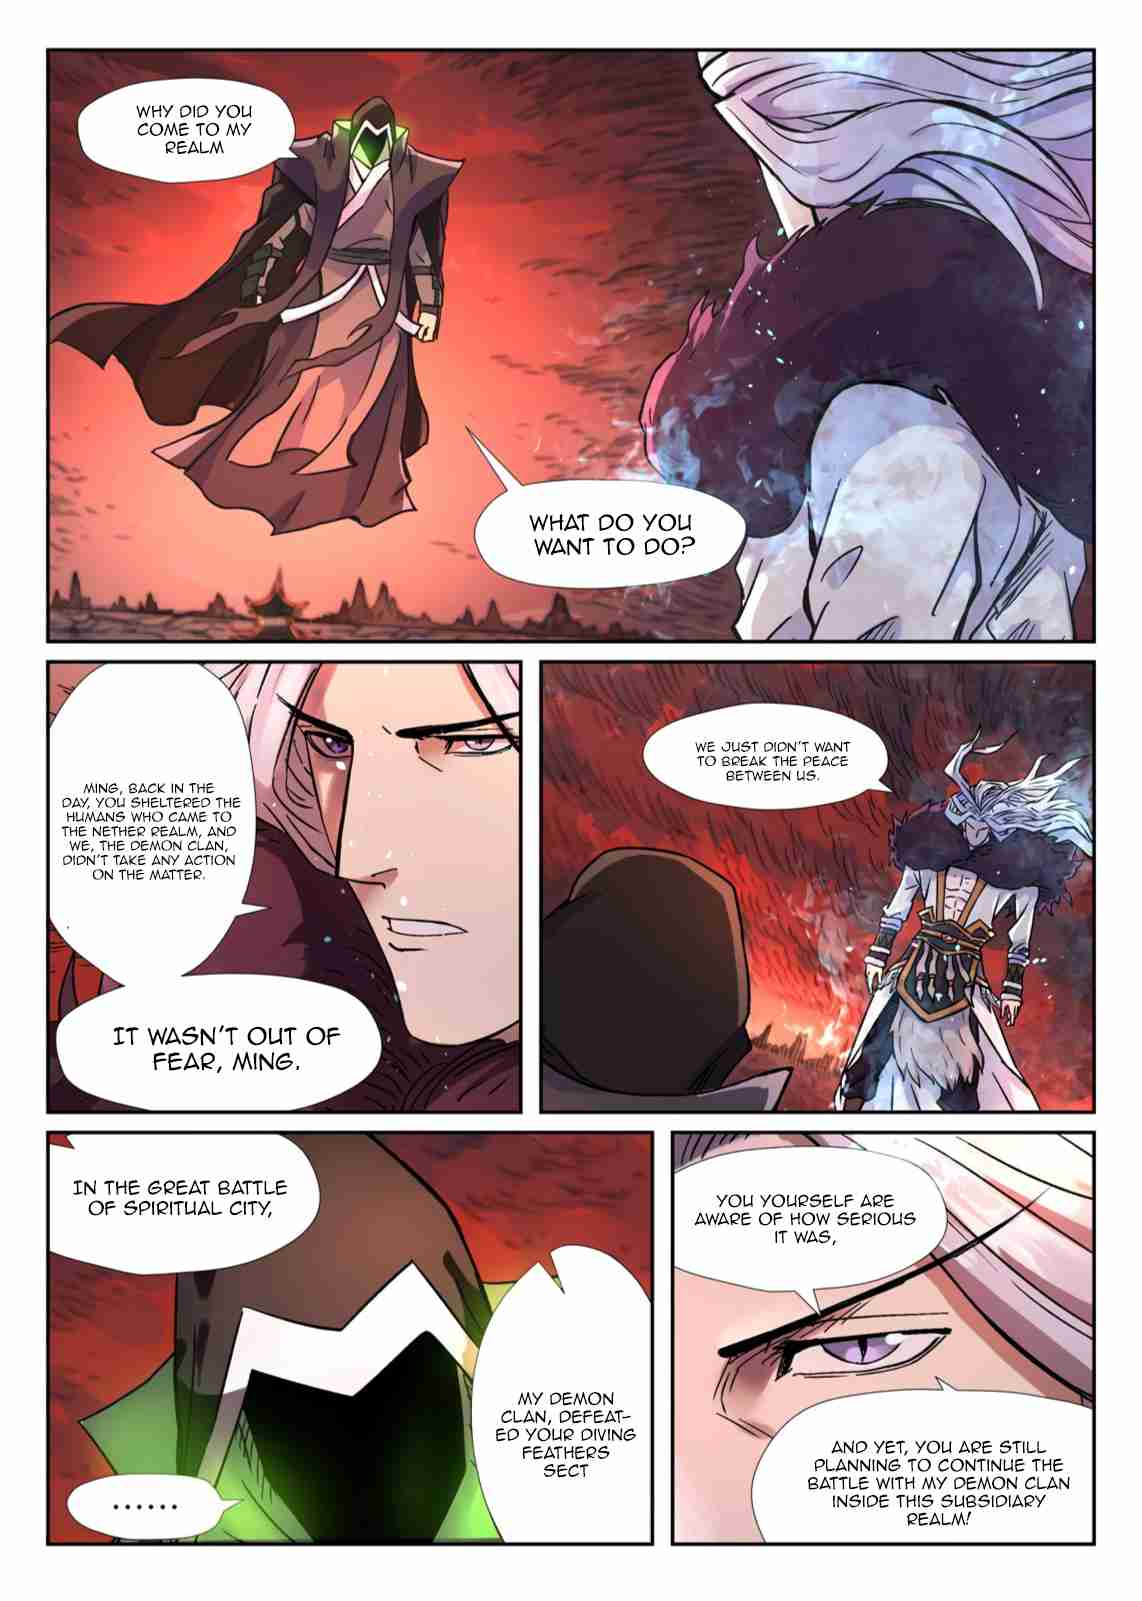 WHY DID YOU
COME TO MY
REALM
WHAT DO YOU
WANT TO DO?
MING, BACK IN THE
DAY, YOU SHELTERED THE
HUMANS WHO CAME TO
THE NETHER REALM, AND
WE, THE DEMON CLAN,
DIDN'T TAKE ANY ACTION
ON THE MATTER.
IT WASN'T OUT OF
FEAR, MING.
WE JUST DIDN'T WANT
TO BREAK THE PEACE
BETWEEN US.
IN THE GREAT BATTLE
OF SPIRITUAL CITY,
MY DEMON
CLAN, DEFEAT-
ED YOUR DIVING
FEATHERS
SECT
......
YOU YOURSELF ARE
AWARE OF HOW SERIOUS
IT WAS,
AND YET, YOU ARE STILL
PLANNING TO CONTINUE THE
BATTLE WITH MY DEMON CLAN
INSIDE THIS SUBSIDIARY
REALM!